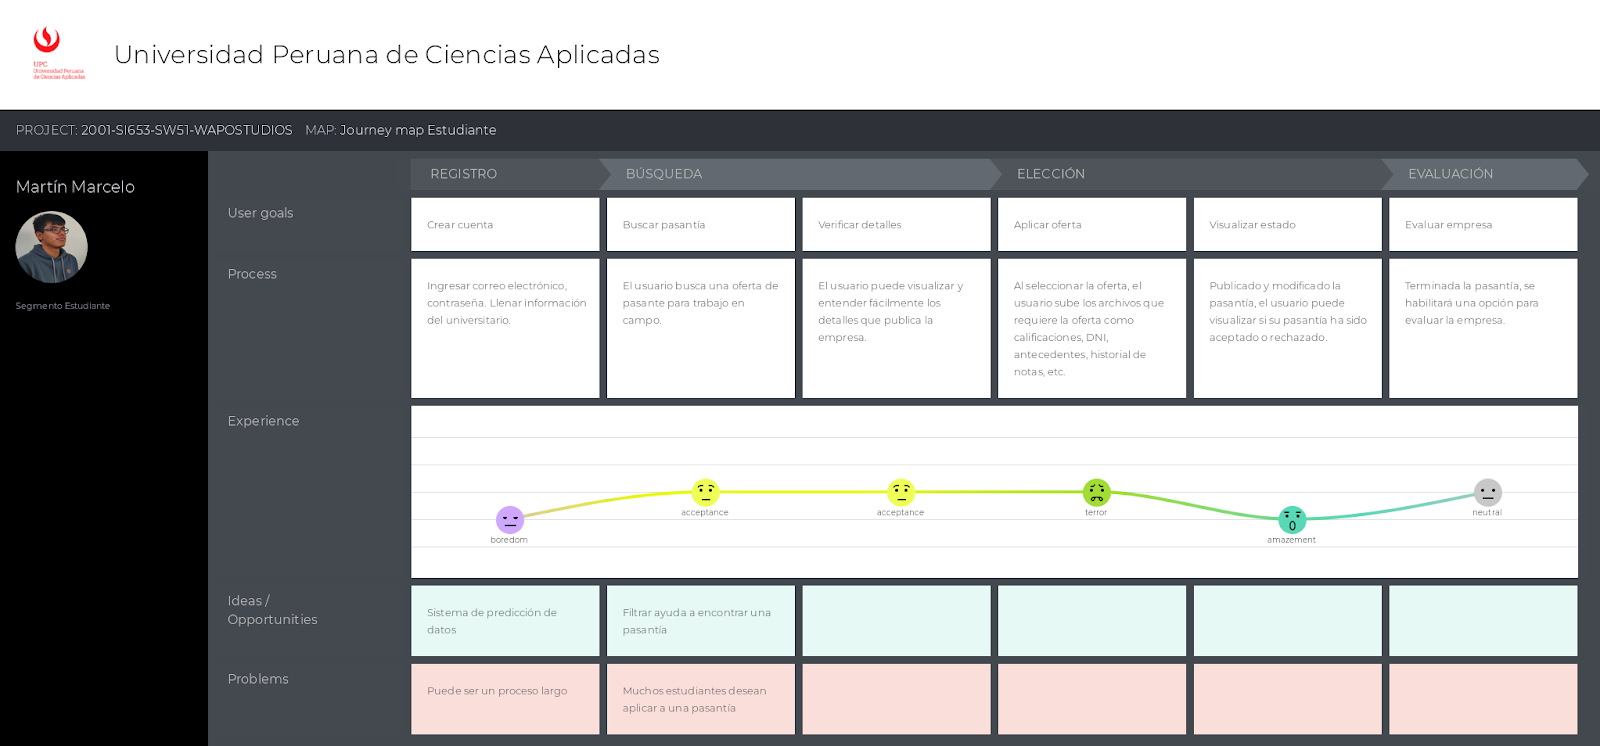 UPC
Universidad Peruana
de Ciencias Aplicadas
Universidad Peruana de Ciencias Aplicadas
PROJECT: 2001-SI653-SW51-WAPOSTUDIOS MAP: Journey map Estudiante
Martín Marcelo
Segmento Estudiante
REGISTRO
BÚSQUEDA
ELECCIÓN
EVALUACIÓN
User goals
Crear cuenta
Buscar pasantía
Verificar detalles
Aplicar oferta
Visualizar estado
Evaluar empresa
Process
Ingresar correo electrónico,
contraseña. Llenar información
del universitario.
El usuario busca una oferta de
pasante para trabajo en
campo.
El usuario puede visualizar y
entender fácilmente los
detalles que publica la
empresa.
Al seleccionar la oferta, el
usuario sube los archivos que
requiere la oferta como
calificaciones, DNI,
antecedentes, historial de
notas, etc.
Publicado y modificado la
pasantía, el usuario puede
visualizar si su pasantía ha sido
aceptado o rechazado.
Terminada la pasantía, se
habilitará una opción para
evaluar la empresa.
Experience
boredom
acceptance
acceptance
terror
amazement
neutral
Ideas /
Opportunities
Sistema de predicción de
datos
Filtrar ayuda a encontrar una
pasantía
Problems
Puede ser un proceso largo
Muchos estudiantes desean
aplicar a una pasantía